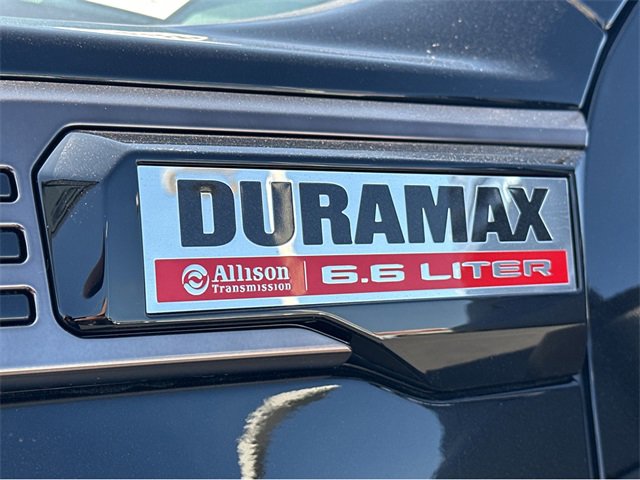 DURAMAX
Allison 6.6 LITER
Transmission